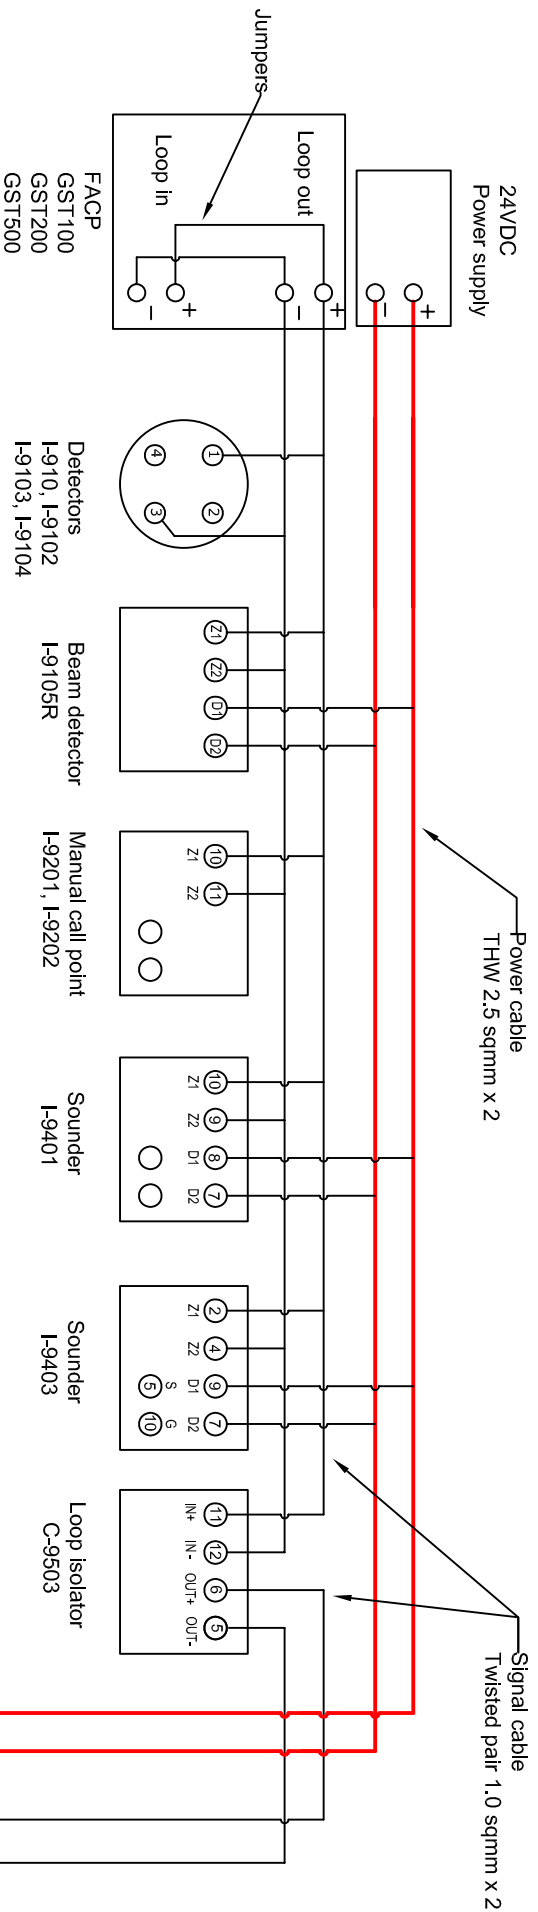 24VDC
Power supply
+
−
Jumpers
Loop out
Loop in
+
−
+
−
FACP
GST100
GST200
GST500
1
2
4
3
Detectors
I-910, I-9102
I-9103, I-9104
Z1
Z2
D1
D2
Beam detector
I-9105R
Power cable
THW 2.5 sqmm x 2
10
11
Z1
Z2
Manual call point
I-9201, I-9202
10
9
8
7
Z1
Z2
D1
D2
Sounder
I-9401
2
4
9
7
Z1
Z2
D1
D2
S
G
5
10
Sounder
I-9403
11
12
6
5
IN+
IN-
OUT+
OUT-
Loop isolator
C-9503
Signal cable
Twisted pair 1.0 sqmm x 2